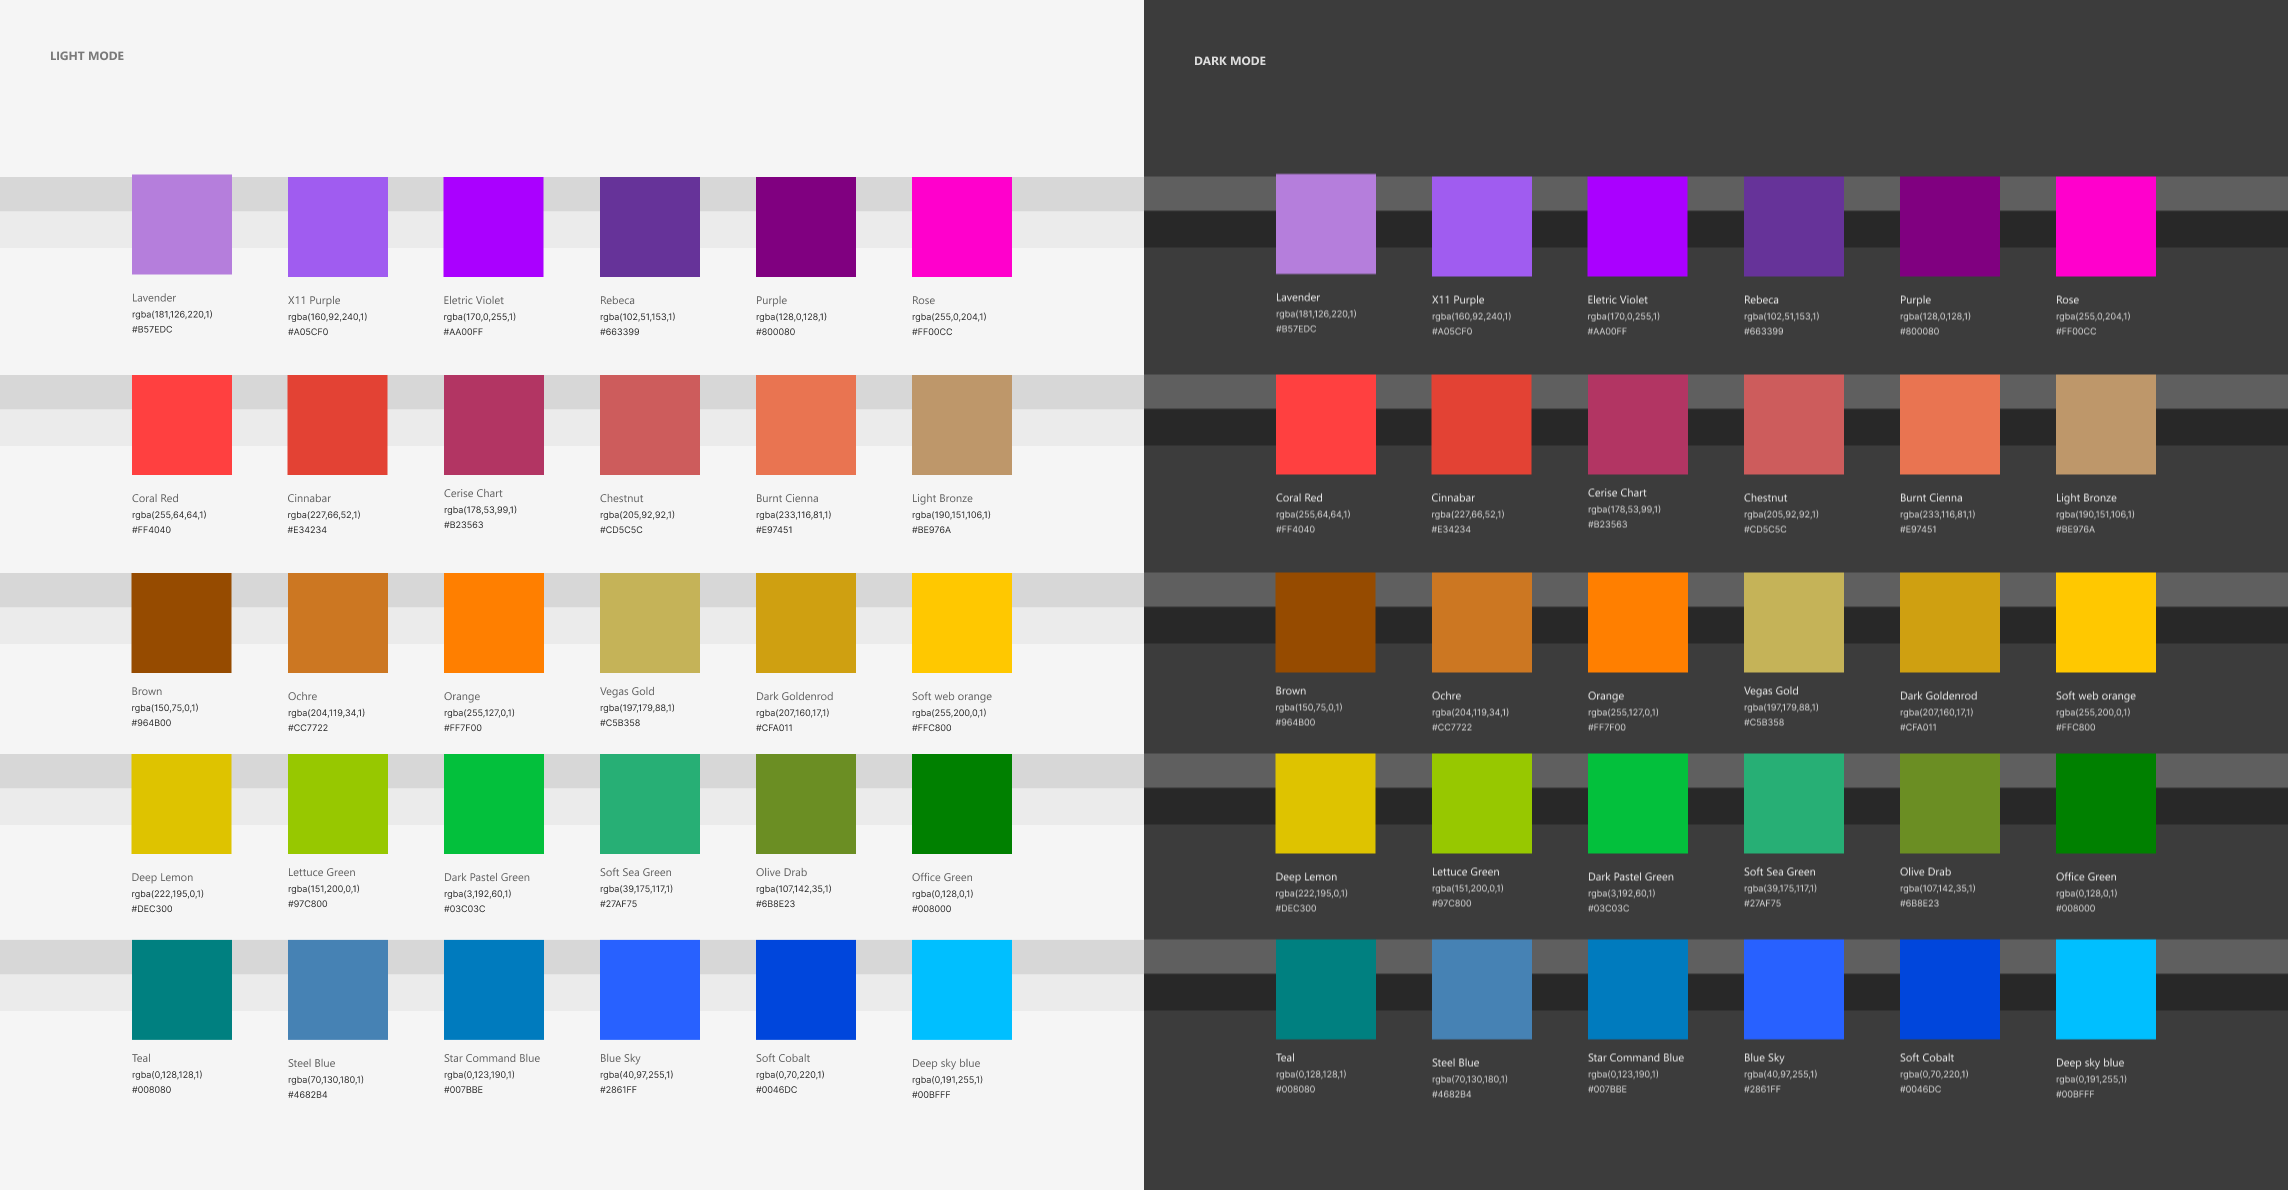 LIGHT MODE
Lavender
rgba(181,126,220,1)
#B57EDC
X11 Purple
rgba(160,92,240,1)
#A05CF0
Eletric Violet
rgba(170,0,255,1)
#AA00FF
Rebeca
rgba(102,51,153,1)
#663399
Purple
rgba(128,0,128,1)
#800080
Rose
rgba(255,0,204,1)
#FF00CC
Coral Red
rgba(255,64,64,1)
#FF4040
Cinnabar
rgba(227,66,52,1)
#E34234
Cerise Chart
rgba(178,53,99,1)
#B23563
Chestnut
rgba(205,92,92,1)
#CD5C5C
Burnt Cienna
rgba(233,116,81,1)
#E97451
Light Bronze
rgba(190,151,106,1)
#BE976A
Brown
rgba(150,75,0,1)
#964B00
Ochre
rgba(204,119,34,1)
#CC7722
Orange
rgba(255,127,0,1)
#FF7F00
Vegas Gold
rgba(197,179,88,1)
#C5B358
Dark Goldenrod
rgba(207,160,17,1)
#CFA011
Soft web orange
rgba(255,200,0,1)
#FFC800
Deep Lemon
rgba(222,195,0,1)
#DEC300
Lettuce Green
rgba(151,200,0,1)
#97C800
Dark Pastel Green
rgba(3,192,60,1)
#03C03C
Soft Sea Green
rgba(39,175,117,1)
#27AF75
Olive Drab
rgba(107,142,35,1)
#6B8E23
Office Green
rgba(0,128,0,1)
#008000
Teal
rgba(0,128,128,1)
#008080
Steel Blue
rgba(70,130,180,1)
#4682B4
Star Command Blue
rgba(0,123,190,1)
#007BBE
Blue Sky
rgba(40,97,255,1)
#2861FF
Soft Cobalt
rgba(0,70,220,1)
#0046DC
Deep sky blue
rgba(0,191,255,1)
#00BFFF
DARK MODE
Lavender
rgba(181,126,220,1)
#B57EDC
X11 Purple
rgba(160,92,240,1)
#A05CF0
Eletric Violet
rgba(170,0,255,1)
#AA00FF
Rebeca
rgba(102,51,153,1)
#663399
Purple
rgba(128,0,128,1)
#800080
Rose
rgba(255,0,204,1)
#FF00CC
Coral Red
rgba(255,64,64,1)
#FF4040
Cinnabar
rgba(227,66,52,1)
#E34234
Cerise Chart
rgba(178,53,99,1)
#B23563
Chestnut
rgba(205,92,92,1)
#CD5C5C
Burnt Cienna
rgba(233,116,81,1)
#E97451
Light Bronze
rgba(190,151,106,1)
#BE976A
Brown
rgba(150,75,0,1)
#964B00
Ochre
rgba(204,119,34,1)
#CC7722
Orange
rgba(255,127,0,1)
#FF7F00
Vegas Gold
rgba(197,179,88,1)
#C5B358
Dark Goldenrod
rgba(207,160,17,1)
#CFA011
Soft web orange
rgba(255,200,0,1)
#FFC800
Deep Lemon
rgba(222,195,0,1)
#DEC300
Lettuce Green
rgba(151,200,0,1)
#97C800
Dark Pastel Green
rgba(3,192,60,1)
#03C03C
Soft Sea Green
rgba(39,175,117,1)
#27AF75
Olive Drab
rgba(107,142,35,1)
#6B8E23
Office Green
rgba(0,128,0,1)
#008000
Teal
rgba(0,128,128,1)
#008080
Steel Blue
rgba(70,130,180,1)
#4682B4
Star Command Blue
rgba(0,123,190,1)
#007BBE
Blue Sky
rgba(40,97,255,1)
#2861FF
Soft Cobalt
rgba(0,70,220,1)
#0046DC
Deep sky blue
rgba(0,191,255,1)
#00BFFF